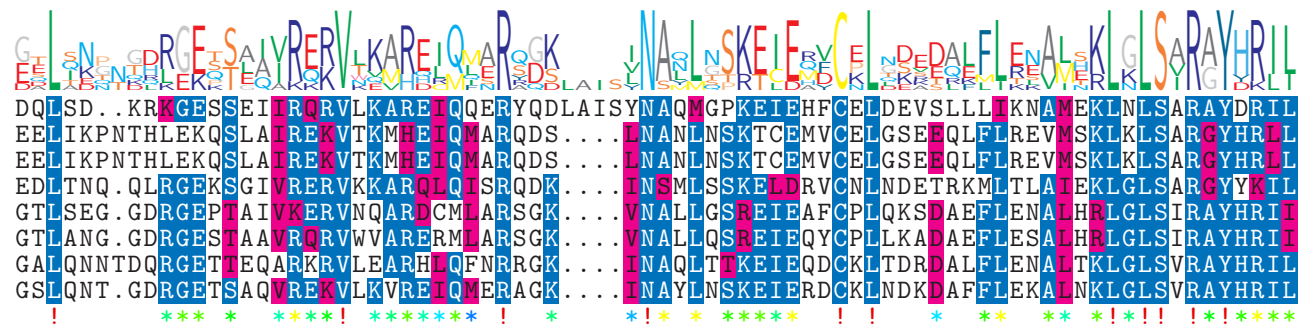 DQLSD..KRKGESSEIIRQRVLKAREIQQERYQDLAISYNAQMGPKEIEHFCELDEVSLLLIKNAMEKLNLSARAYDRIL
EELIKPNTHLEKQSLAIREKVTKMHEIQMARQDS....LNANLNSKTCEMVCELGSEEQLFLREVMSKLKLSARGYHRLL
EELIKPNTHLEKQSLAIREKVTKMHEIQMARQDS....LNANLNSKTCEMVCELGSEEQLFLREVMSKLKLSARGYHRLL
EDLTNQ.QLRGEKSGIVRERVKKARQLQISRQDK....INSMLSSKELDRVCNLNDETRKMLTLAIEKLGLSARGYYKIL
GTLSEG.GDRGEPTAIVKERVNQARDCMLARSGK....VNALLGSREIEAFCPLQKSDAEFLENALHRLGLSIRAYHRII
GTLANG.GDRGESTAAVRQRVWVARERMLARSGK....VNALLQSREIEQYCPLLKADAEFLESALHRLGLSIRAYHRII
GALQNNTDQRGETTEQARKRVLEARHLQFNRRGK....INAQLTTKEIEQDCKLTDRDALFLENALTKLGLSVRAYHRIL
GSLQNT.GDRGETSAQVREKVLKVREIQMERAGK....INAYLNSKEIERDCKLNDKDAFFLEKALNKLGLSVRAYHRIL
! *** * ****! ******* ! * *!* * ***** ! ! * ** ** *!*!! !*!****